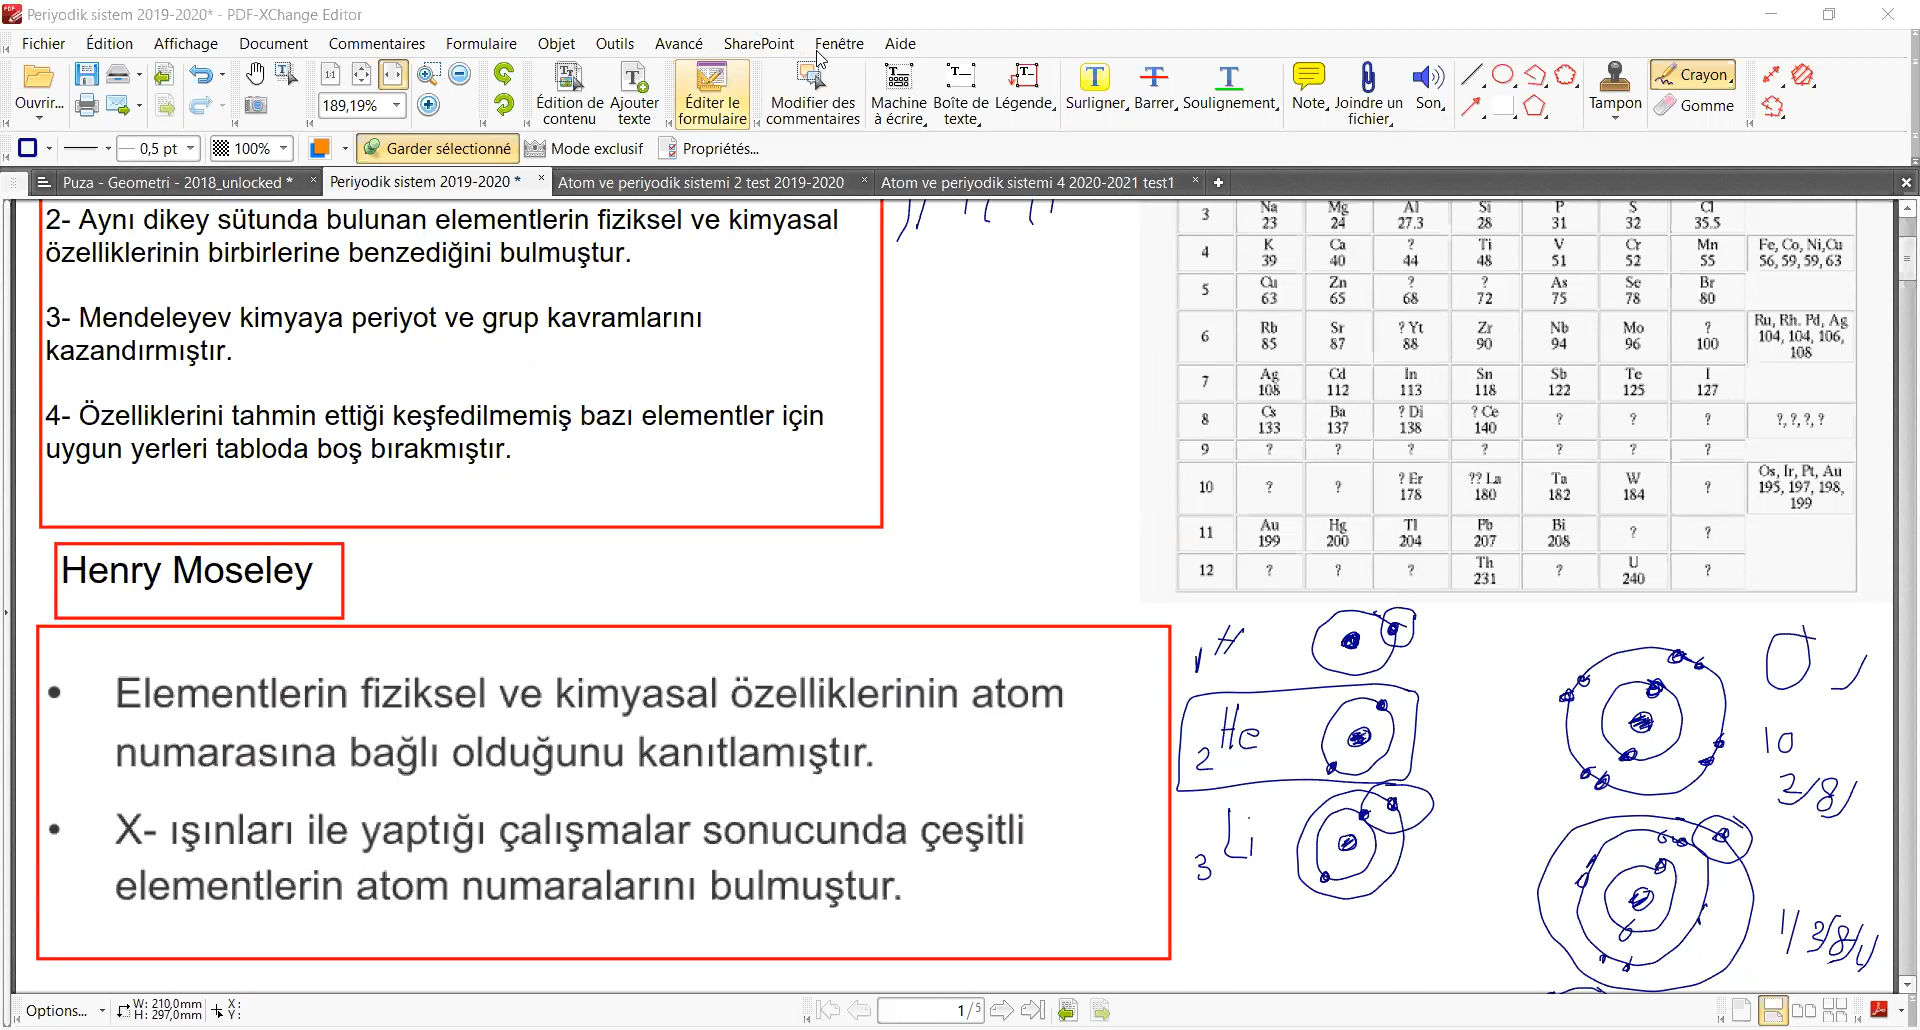 Periyodik sistem 2019-2020* - PDF-XChange Editor
Fichier Édition Affichage Document Commentaires Formulaire Objet Outils Avancé SharePoint Fenêtre Aide
Ouvrir...
189,19%
Édition de contenu
Ajouter texte
Éditer le formulaire
Modifier des commentaires
Machine à écrire
Boîte de texte
Légende
Surligner
Barrer
Soulignement
Note
Joindre un fichier
Son
Tampon
Crayon
Gomme
0,5 pt 100% Garder sélectionné Mode exclusif Propriétés...
Puza - Geometri - 2018_unlocked * Periyodik sistem 2019-2020 * Atom ve periyodik sistemi 2 test 2019-2020 Atom ve periyodik sistemi 4 2020-2021 test1
2- Aynı dikey sütunda bulunan elementlerin fiziksel ve kimyasal
özelliklerinin birbirlerine benzediğini bulmuştur.
3- Mendeleyev kimyaya periyot ve grup kavramlarını
kazandırmıştır.
4- Özelliklerini tahmin ettiği keşfedilmemiş bazı elementler için
uygun yerleri tabloda boş bırakmıştır.
Henry Moseley
• Elementlerin fiziksel ve kimyasal özelliklerinin atom
numarasına bağlı olduğunu kanıtlamıştır.
• X- ışınları ile yaptığı çalışmalar sonucunda çeşitli
elementlerin atom numaralarını bulmuştur.
3 Na 23 Mg 24 Al 27.3 Si 28 P 31 S 32 Cl 35.5
4 K 39 Ca 40 ? 44 Ti 48 V 51 Cr 52 Mn 55 Fe, Co, Ni,Cu 56, 59, 59, 63
5 Cu 63 Zn 65 ? 68 ? 72 As 75 Se 78 Br 80
6 Rb 85 Sr 87 ? Yt 88 Zr 90 Nb 94 Mo 96 ? 100 Ru, Rh. Pd, Ag 104, 104, 106, 108
7 Ag 108 Cd 112 In 113 Sn 118 Sb 122 Te 125 I 127
8 Cs 133 Ba 137 ? Di 138 ? Ce 140 ? ? ? ?, ?, ?, ?
9 ? ? ? ? ? ? ?
10 ? ? ? Er 178 ?? La 180 Ta 182 W 184 ? Os, Ir, Pt, Au 195, 197, 198, 199
11 Au 199 Hg 200 Tl 204 Pb 207 Bi 208 ? ?
12 ? ? ? Th 231 ? U 240 ?
1 H
2 He
3 Li
10
2/8/
Options... W: 210,0mm H: 297,0mm X: Y:
1/5